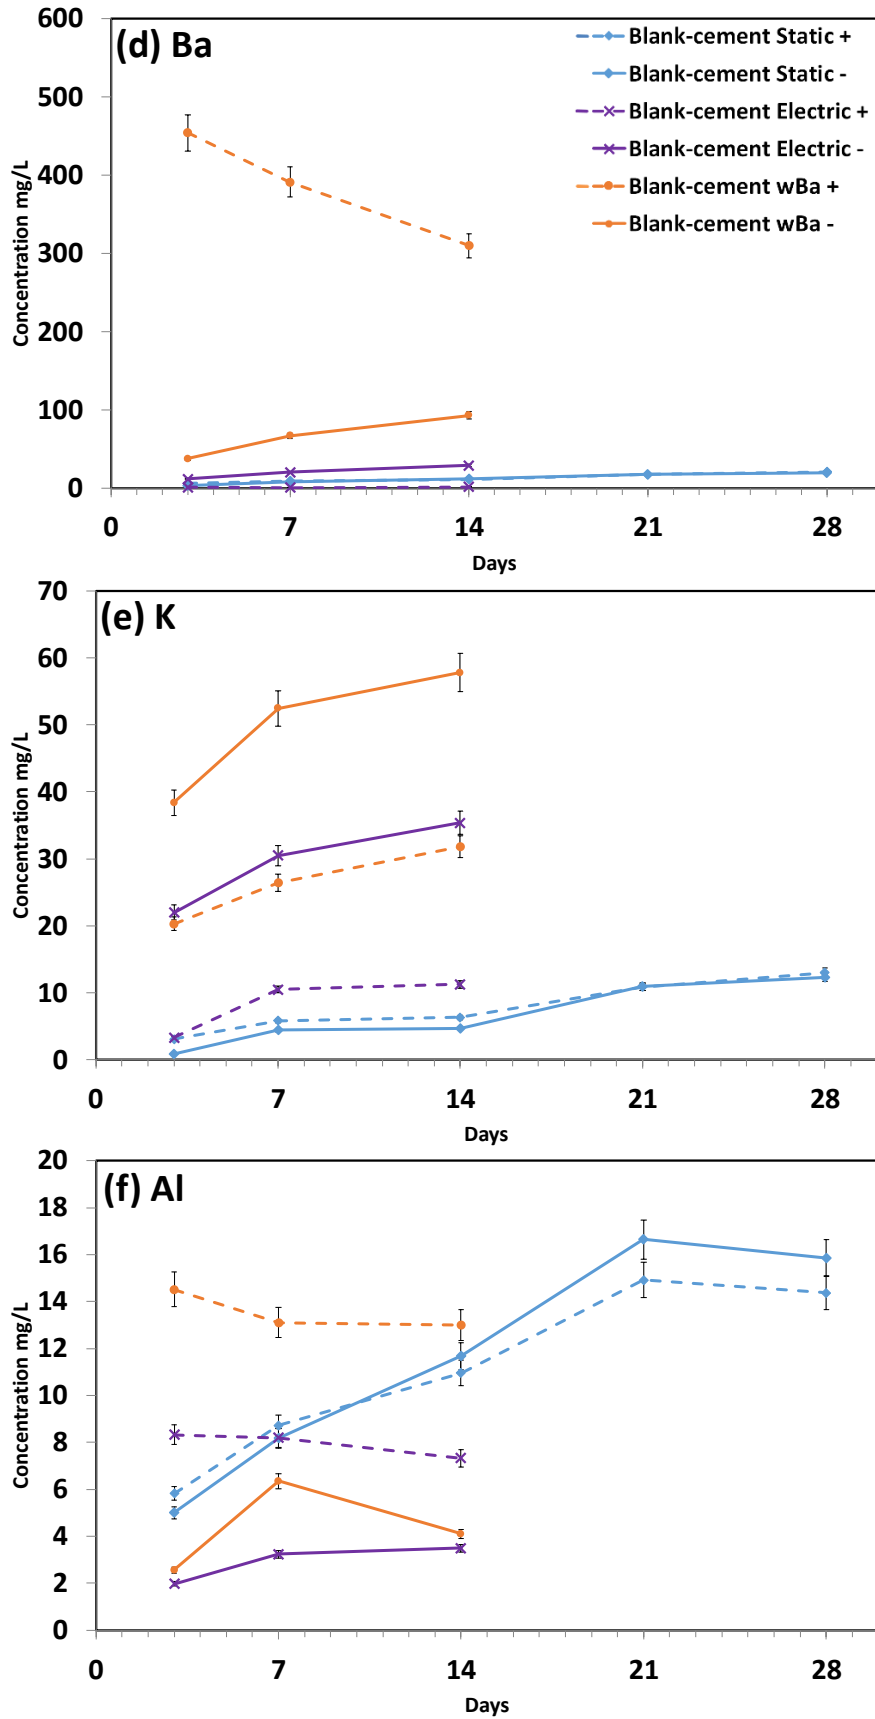 (d) Ba
Blank-cement Static +
Blank-cement Static -
Blank-cement Electric +
Blank-cement Electric -
Blank-cement wBa +
Blank-cement wBa -
Concentration mg/L
600
500
400
300
200
100
0
0 7 14 21 28
Days
(e) K
Concentration mg/L
70
60
50
40
30
20
10
0
0 7 14 21 28
Days
(f) Al
Concentration mg/L
20
18
16
14
12
10
8
6
4
2
0
0 7 14 21 28
Days